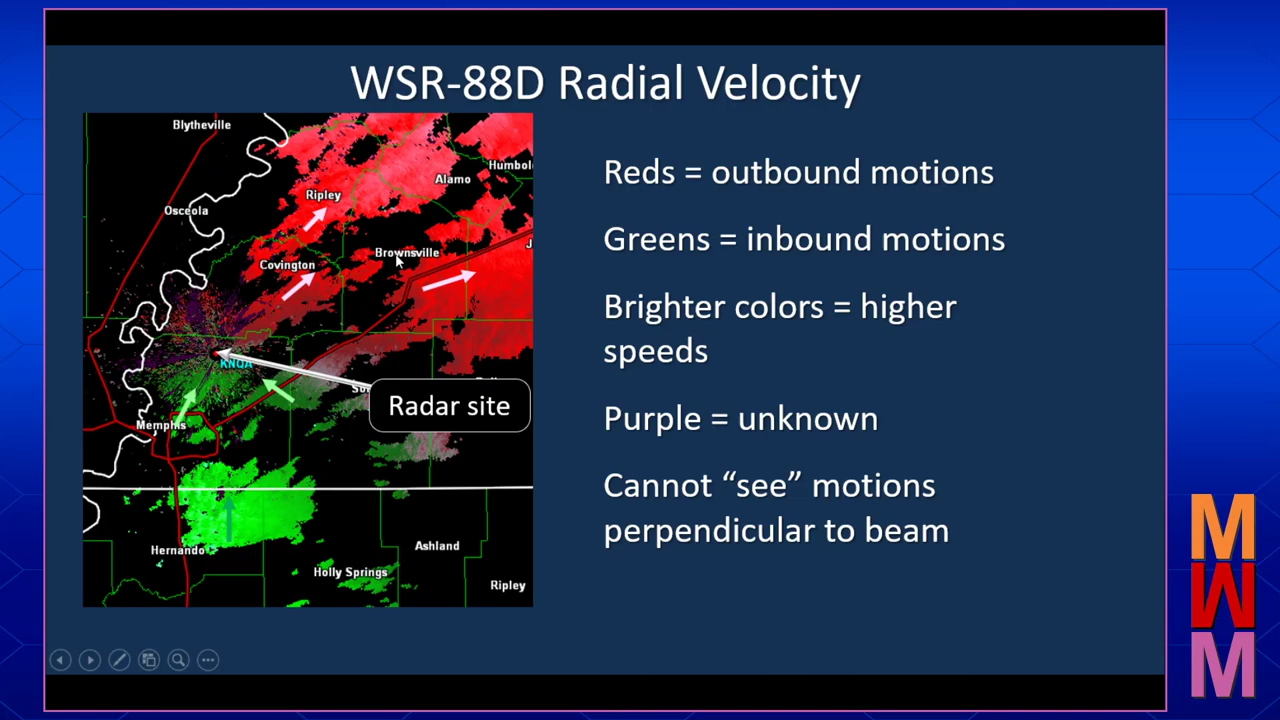 WSR-88D Radial Velocity
Blytheville
Humbol
Alamo
Ripley
Osceola
Brownsville
J
Covington
KNQA
So
Radar site
Memphis
Hernando
Ashland
Holly Springs
Ripley
Reds = outbound motions
Greens = inbound motions
Brighter colors = higher
speeds
Purple = unknown
Cannot “see” motions
perpendicular to beam
M
W
M